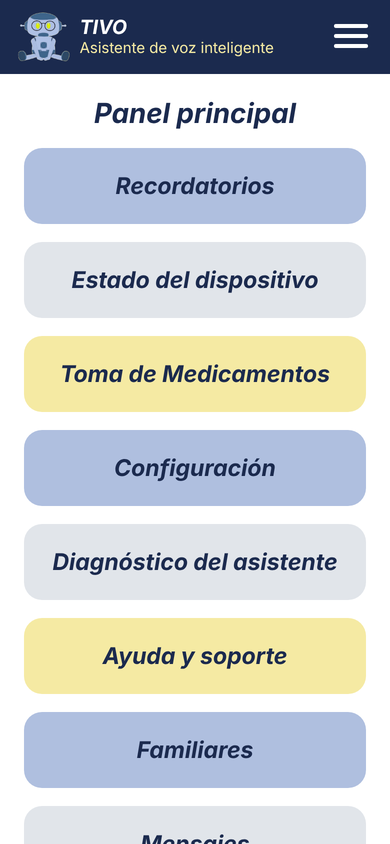 TIVO
Asistente de voz inteligente
Panel principal
Recordatorios
Estado del dispositivo
Toma de Medicamentos
Configuración
Diagnóstico del asistente
Ayuda y soporte
Familiares
Mensajes